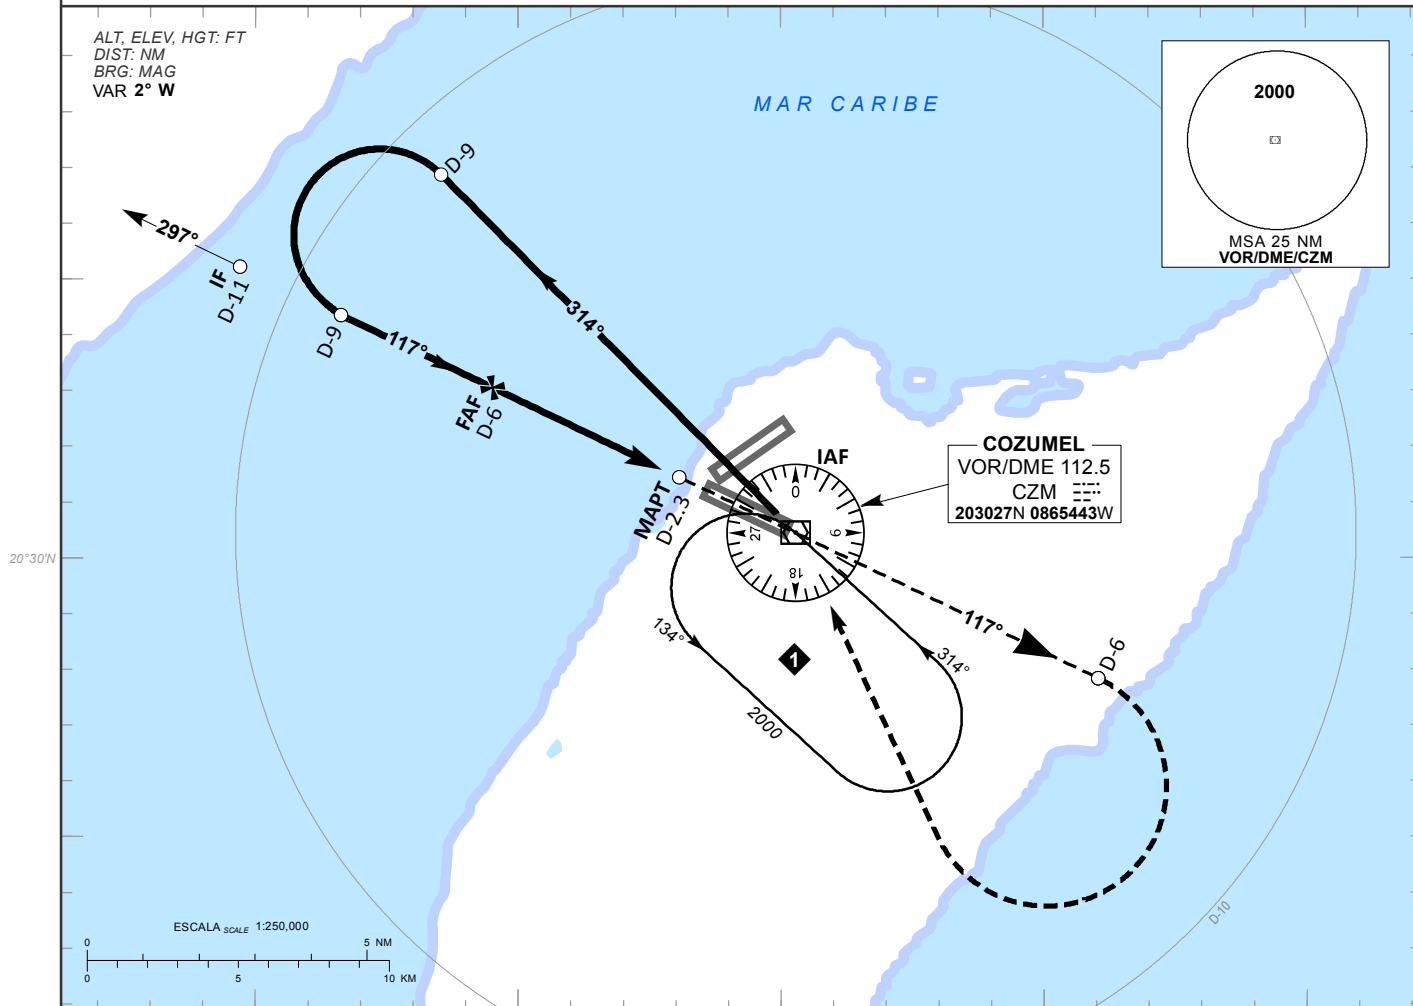 ALT, ELEV, HGT: FT
DIST: NM
BRG: MAG
VAR 2° W
MAR CARIBE
2000
MSA 25 NM
VOR/DME/CZM
D-9
297°
IF
D-11
314°
D-9
117°
FAF
D-6
IAF
COZUMEL
VOR/DME 112.5
CZM
203027N 0865443W
0
9
18
27
MAPT
D-2.3
20°30'N
134°
117°
314°
D-6
1
2000
D-10
ESCALA SCALE 1:250,000
0 5 NM
0 5 10 KM